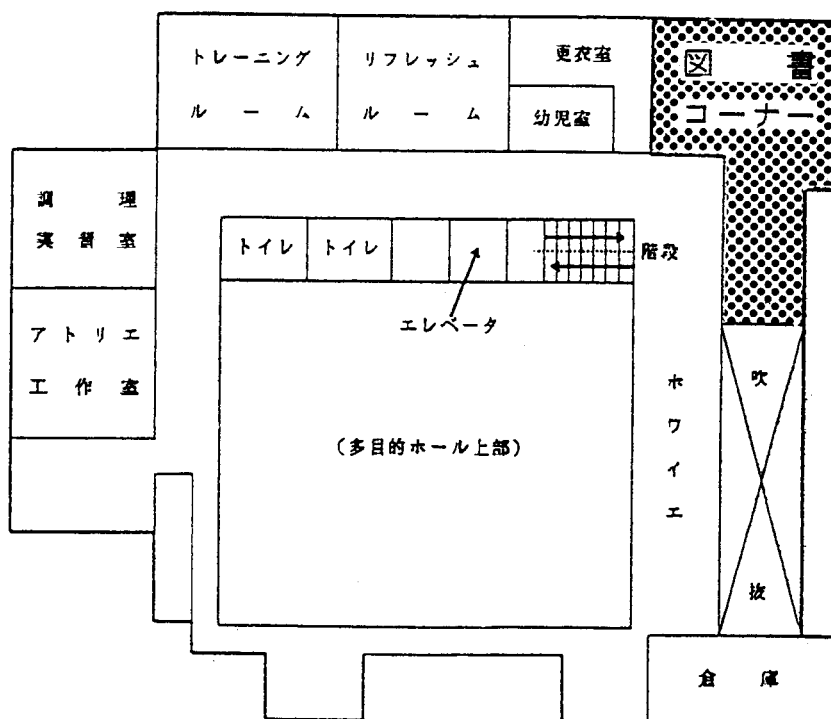 トレーニング
ルーム
リフレッシュ
ルーム
更衣室
幼児室
図書
コーナー
調理
実習室
トイレ
トイレ
階段
エレベータ
アトリエ
工作室
(多目的ホール上部)
ホワイエ
吹
抜
倉庫